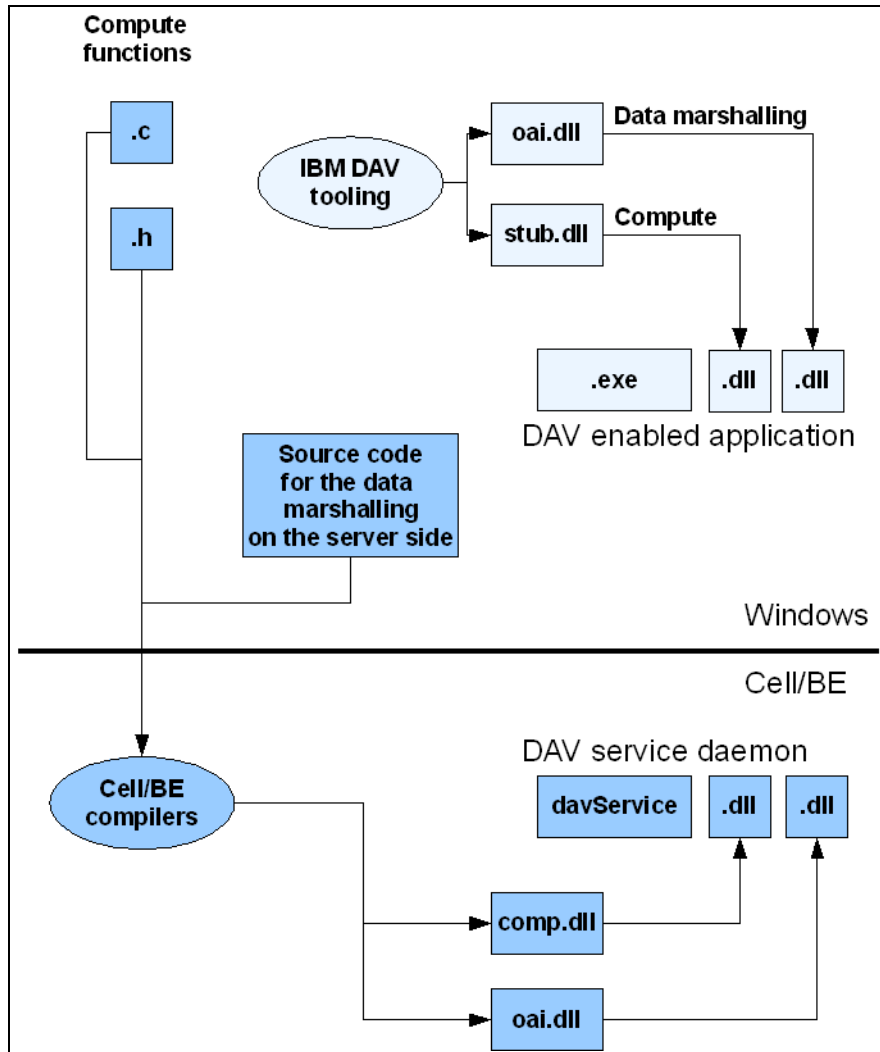 Compute
functions
.c
.h
IBM DAV
tooling
oai.dll
Data marshalling
stub.dll
Compute
.exe
.dll
.dll
DAV enabled application
Source code
for the data
marshalling
on the server side
Windows
Cell/BE
Cell/BE
compilers
DAV service daemon
davService
.dll
.dll
comp.dll
oai.dll